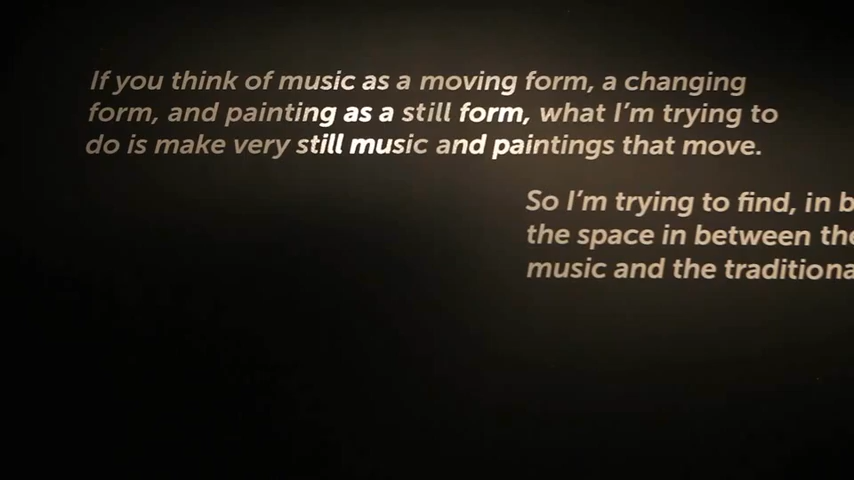 If you think of music as a moving form, a changing
form, and painting as a still form, what I'm trying to
do is make very still music and paintings that move.
So I'm trying to find, in b
the space in between the
music and the traditiona